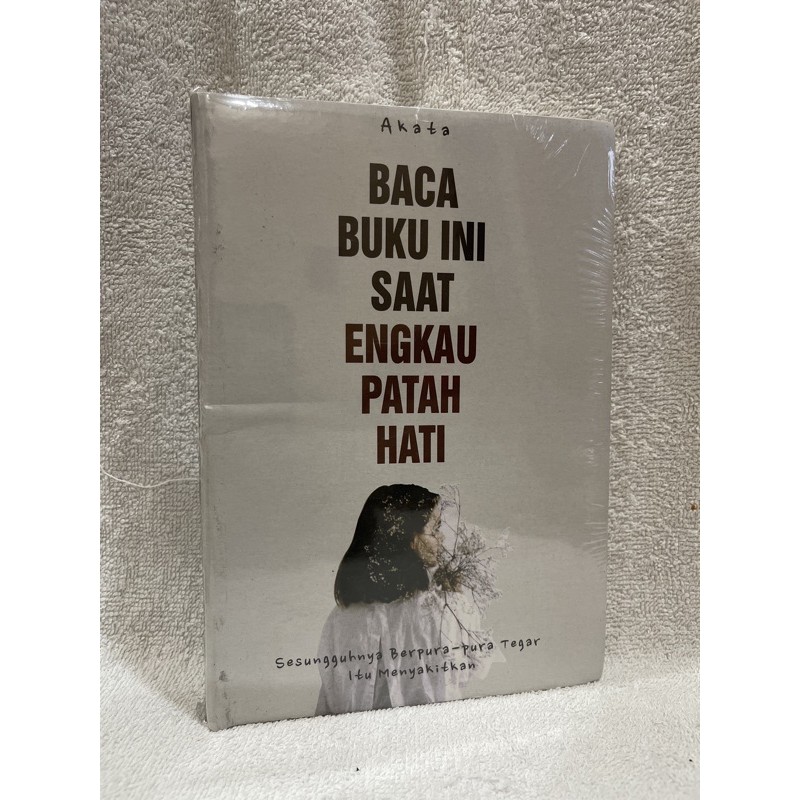 Akata
BACA
BUKU INI
SAAT
ENGKAU
PATAH
HATI
Sesungguhnya Berpura-pura Tegar
Itu Menyakitkan